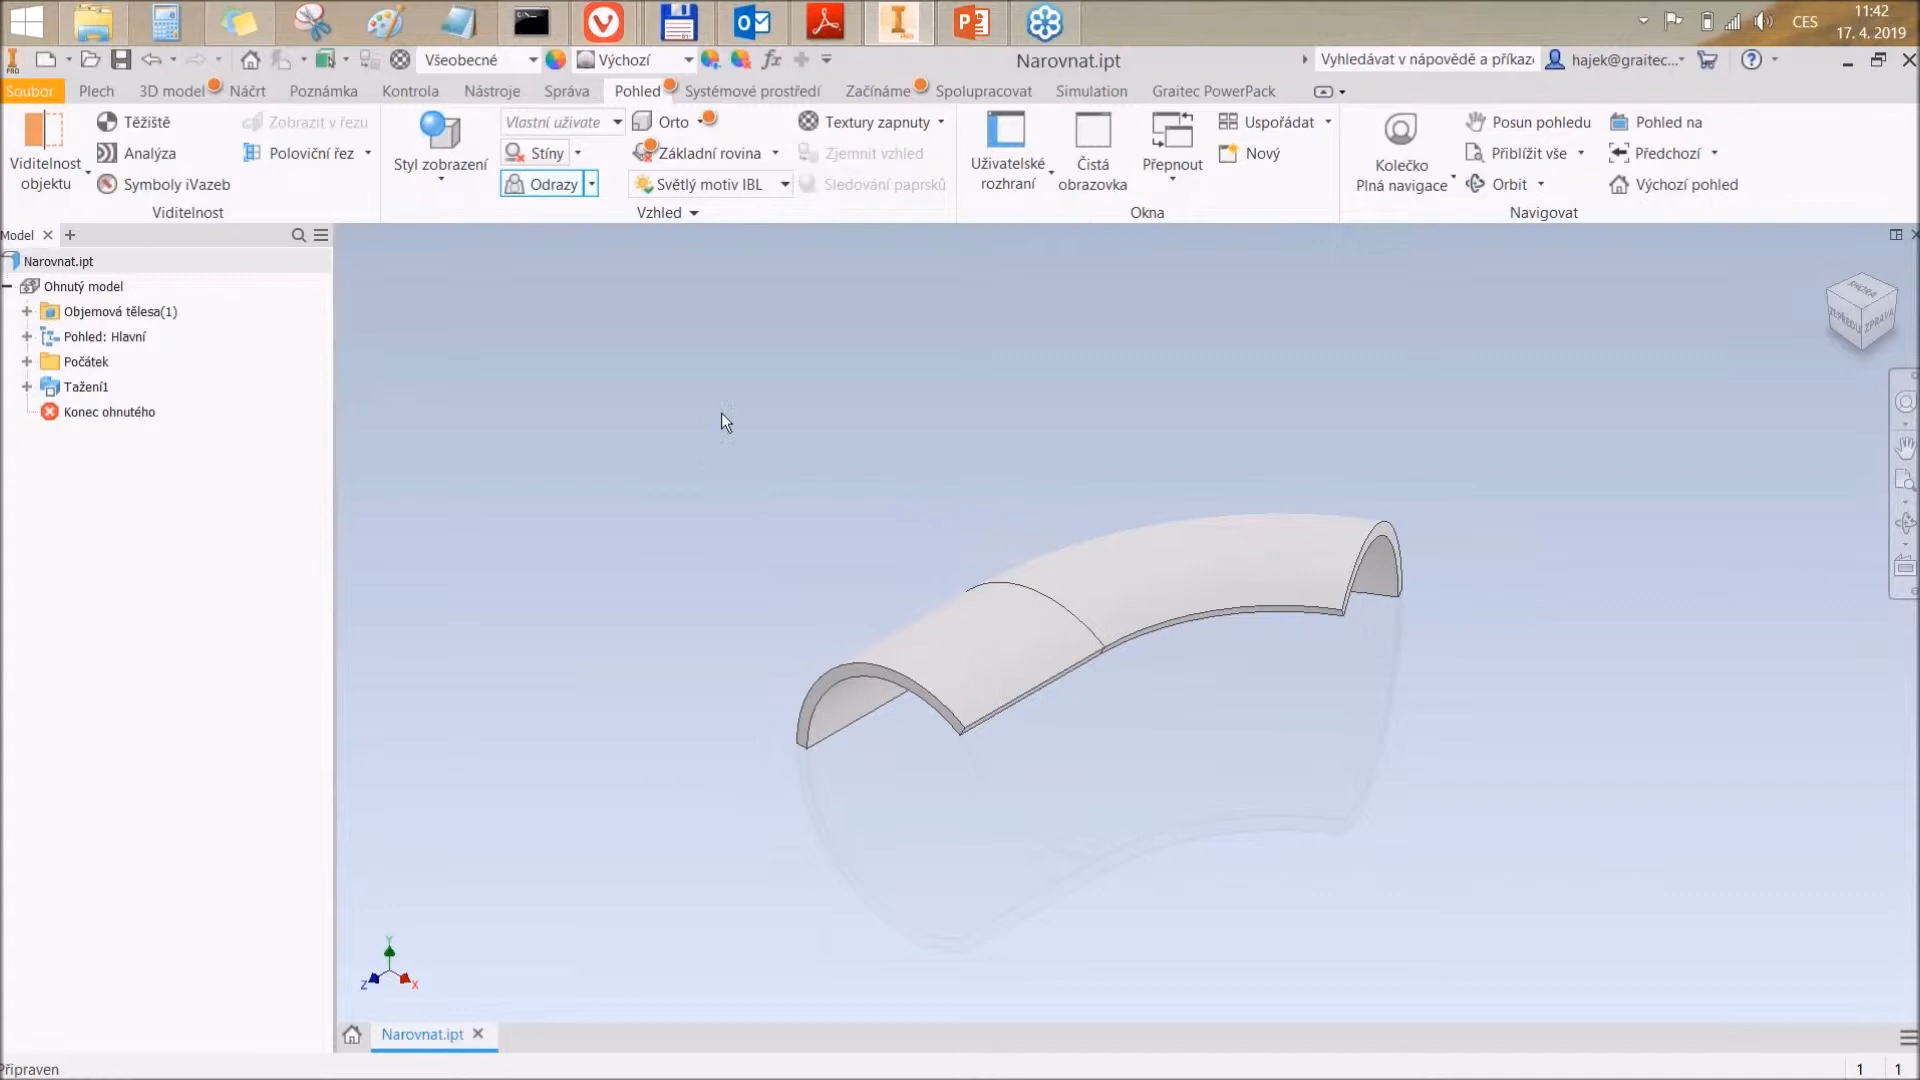 11:42
CES
17. 4. 2019
PRO
Všeobecné
Výchozí
Narovnat.ipt
Vyhledávat v nápovědě a příkaz
hajek@graitec...
Soubor
Plech
3D model
Náčrt
Poznámka
Kontrola
Nástroje
Správa
Pohled
Systémové prostředí
Začínáme
Spolupracovat
Simulation
Graitec PowerPack
Viditelnost objektu
Těžiště
Analýza
Symboly iVazeb
Zobrazit v řezu
Poloviční řez
Viditelnost
Styl zobrazení
Vlastní uživate
Stíny
Odrazy
Orto
Základní rovina
Světlý motiv IBL
Textury zapnuty
Zjemnit vzhled
Sledování paprsků
Vzhled
Uživatelské rozhraní
Čistá obrazovka
Přepnout
Uspořádat
Nový
Okna
Kolečko
Plná navigace
Posun pohledu
Přiblížit vše
Orbit
Pohled na
Předchozí
Výchozí pohled
Navigovat
Model
Narovnat.ipt
Ohnutý model
Objemová tělesa(1)
Pohled: Hlavní
Počátek
Tažení1
Konec ohnutého
SHORA
ZEPŘEDU
ZPRAVA
Y
Z
X
Narovnat.ipt
Připraven
1
1